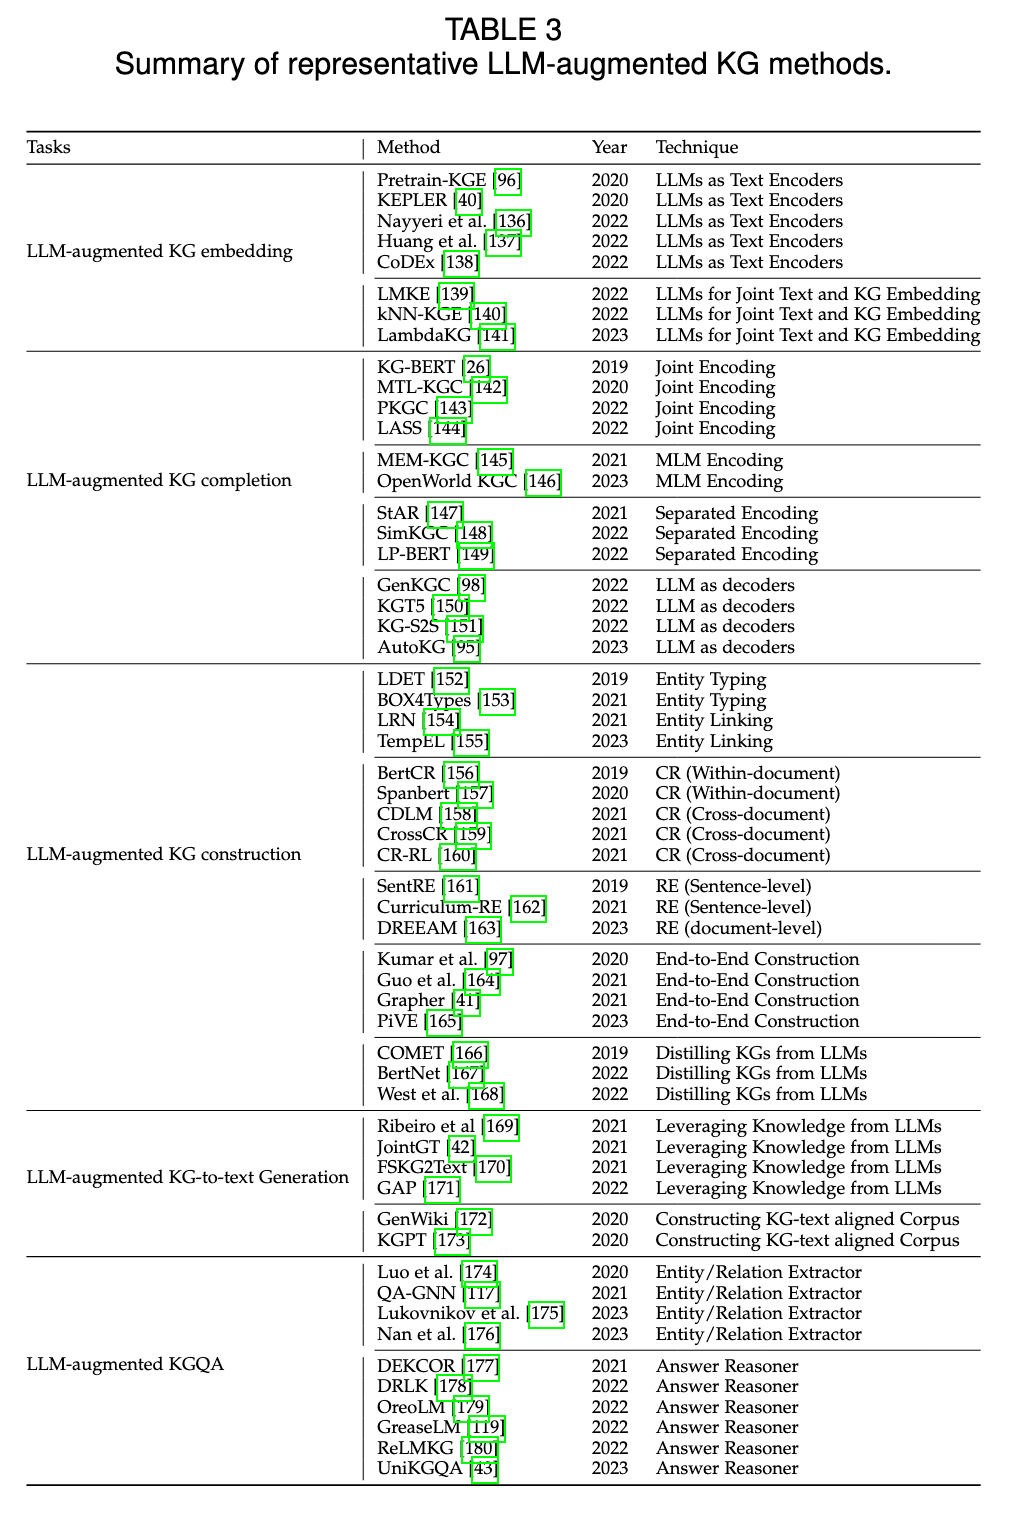 TABLE 3
Summary of representative LLM-augmented KG methods.
Tasks Method Year Technique
Pretrain-KGE [96] 2020 LLMs as Text Encoders
KEPLER [40] 2020 LLMs as Text Encoders
Nayyeri et al. [136] 2022 LLMs as Text Encoders
Huang et al. [137] 2022 LLMs as Text Encoders
LLM-augmented KG embedding
CoDEx [138] 2022 LLMs as Text Encoders
LMKE [139] 2022 LLMs for Joint Text and KG Embedding
kNN-KGE [140] 2022 LLMs for Joint Text and KG Embedding
LambdaKG [141] 2023 LLMs for Joint Text and KG Embedding
KG-BERT [26] 2019 Joint Encoding
MTL-KGC [142] 2020 Joint Encoding
PKGC [143] 2022 Joint Encoding
LASS [144] 2022 Joint Encoding
MEM-KGC [145] 2021 MLM Encoding
LLM-augmented KG completion
OpenWorld KGC [146] 2023 MLM Encoding
StAR [147] 2021 Separated Encoding
SimKGC [148] 2022 Separated Encoding
LP-BERT [149] 2022 Separated Encoding
GenKGC [98] 2022 LLM as decoders
KGT5 [150] 2022 LLM as decoders
KG-S2S [151] 2022 LLM as decoders
AutoKG [95] 2023 LLM as decoders
LDET [152] 2019 Entity Typing
BOX4Types [153] 2021 Entity Typing
LRN [154] 2021 Entity Linking
TempEL [155] 2023 Entity Linking
BertCR [156] 2019 CR (Within-document)
Spanbert [157] 2020 CR (Within-document)
CDLM [158] 2021 CR (Cross-document)
CrossCR [159] 2021 CR (Cross-document)
LLM-augmented KG construction
CR-RL [160] 2021 CR (Cross-document)
SentRE [161] 2019 RE (Sentence-level)
Curriculum-RE [162] 2021 RE (Sentence-level)
DREEAM [163] 2023 RE (document-level)
Kumar et al. [97] 2020 End-to-End Construction
Guo et al. [164] 2021 End-to-End Construction
Grapher [41] 2021 End-to-End Construction
PiVE [165] 2023 End-to-End Construction
COMET [166] 2019 Distilling KGs from LLMs
BertNet [167] 2022 Distilling KGs from LLMs
West et al. [168] 2022 Distilling KGs from LLMs
Ribeiro et al [169] 2021 Leveraging Knowledge from LLMs
JointGT [42] 2021 Leveraging Knowledge from LLMs
FSKG2Text [170] 2021 Leveraging Knowledge from LLMs
LLM-augmented KG-to-text Generation
GAP [171] 2022 Leveraging Knowledge from LLMs
GenWiki [172] 2020 Constructing KG-text aligned Corpus
KGPT [173] 2020 Constructing KG-text aligned Corpus
Luo et al. [174] 2020 Entity/Relation Extractor
QA-GNN [117] 2021 Entity/Relation Extractor
Lukovnikov et al. [175] 2023 Entity/Relation Extractor
Nan et al. [176] 2023 Entity/Relation Extractor
LLM-augmented KGQA
DEKCOR [177] 2021 Answer Reasoner
DRLK [178] 2022 Answer Reasoner
OreoLM [179] 2022 Answer Reasoner
GreaseLM [119] 2022 Answer Reasoner
ReLMKG [180] 2022 Answer Reasoner
UniKGQA [43] 2023 Answer Reasoner